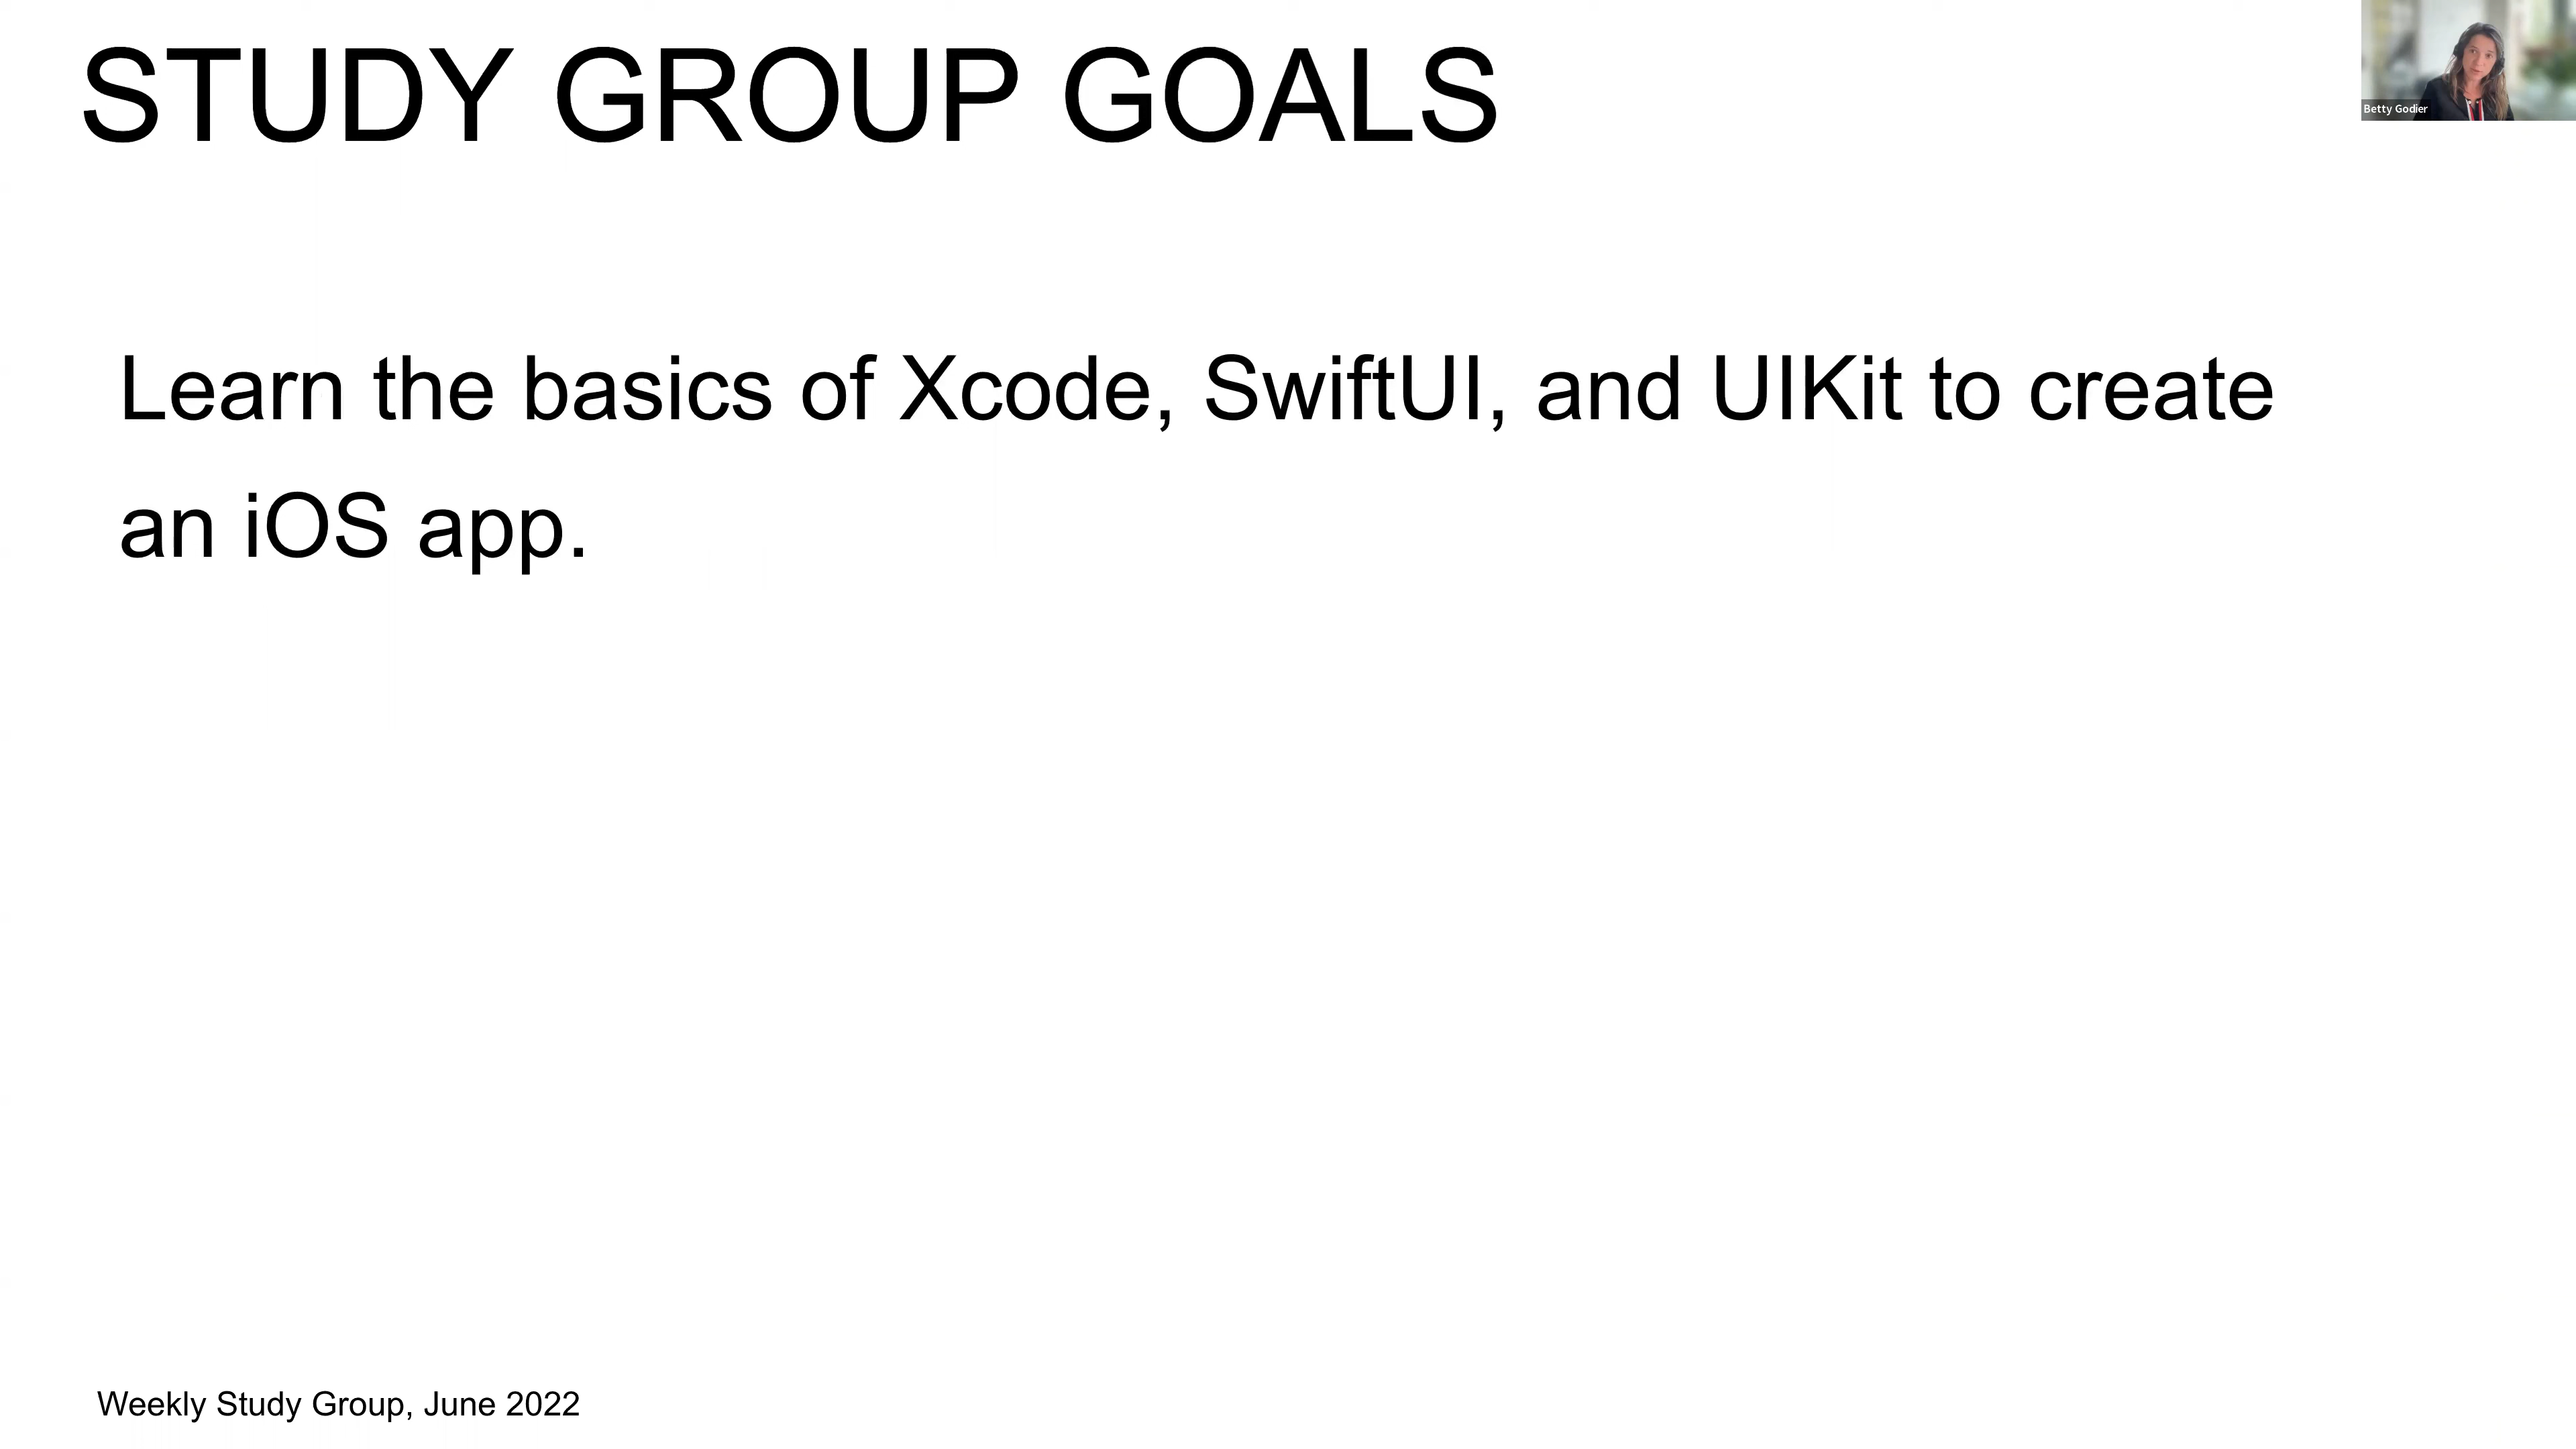 STUDY GROUP GOALS
Betty Godier
Learn the basics of Xcode, SwiftUI, and UIKit to create
an iOS app.
Weekly Study Group, June 2022